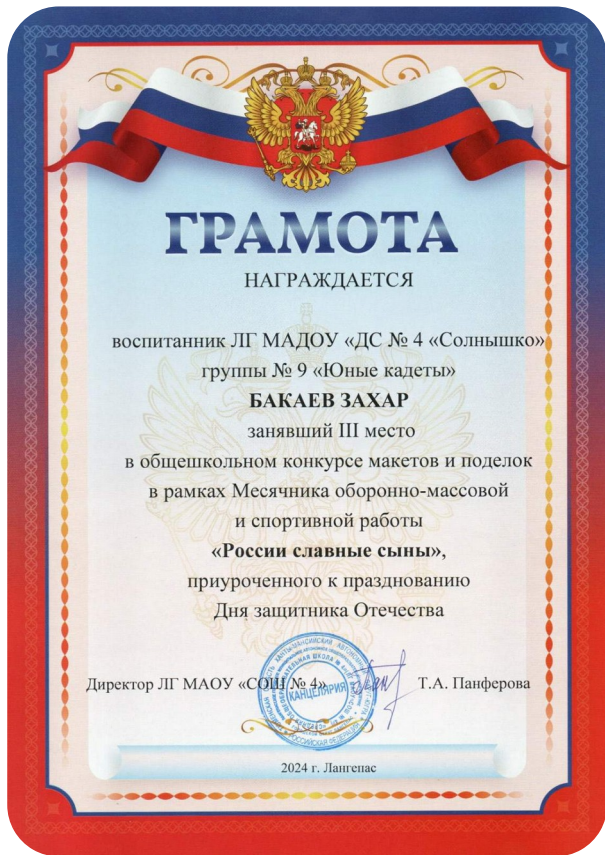 ГРАМОТА
НАГРАЖДАЕТСЯ
воспитанник ЛГ МАДОУ «ДС № 4 «Солнышко»
группы № 9 «Юные кадеты»
БАКАЕВ ЗАХАР
занявший III место
в общешкольном конкурсе макетов и поделок
в рамках Месячника оборонно-массовой
и спортивной работы
«России славные сыны»,
приуроченного к празднованию
Дня защитника Отечества
Директор ЛГ МАОУ «СОШ № 4» Т.А. Панферова
КАНЦЕЛЯРИЯ
РОССИЙСКАЯ ФЕДЕРАЦИЯ
2024 г. Лангепас